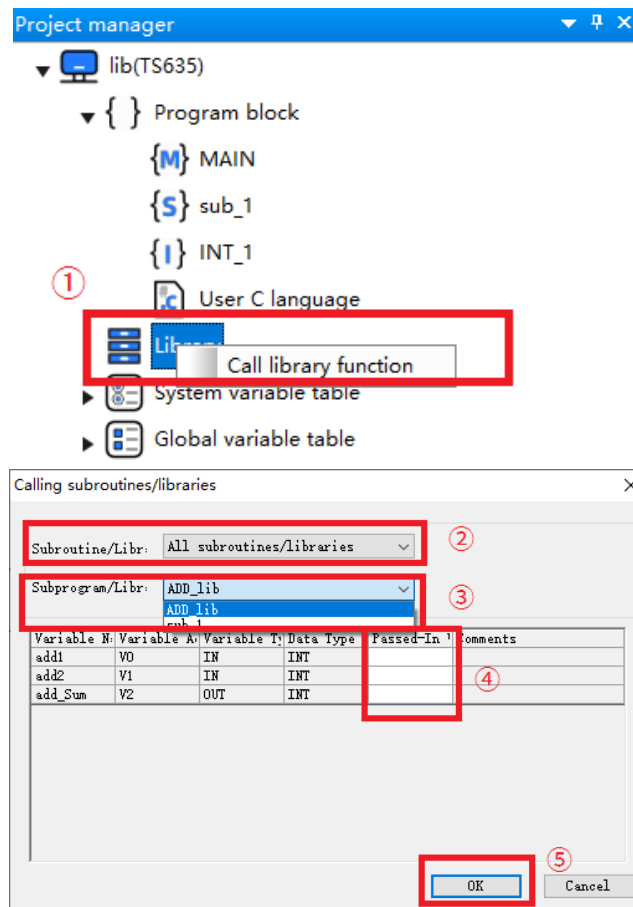 Project manager
lib(TS635)
Program block
MAIN
sub_1
INT_1
①
User C language
Call library function
System variable table
Global variable table
Calling subroutines/libraries
Subroutine/Libr: All subroutines/libraries ②
Subprogram/Libr: ADD_lib ③
ADD_lib
Variable N Variable A Variable T Data Type Passed-In Comments
add1 V0 IN INT
add2 V1 IN INT ④
add_Sum V2 OUT INT
⑤
OK Cancel